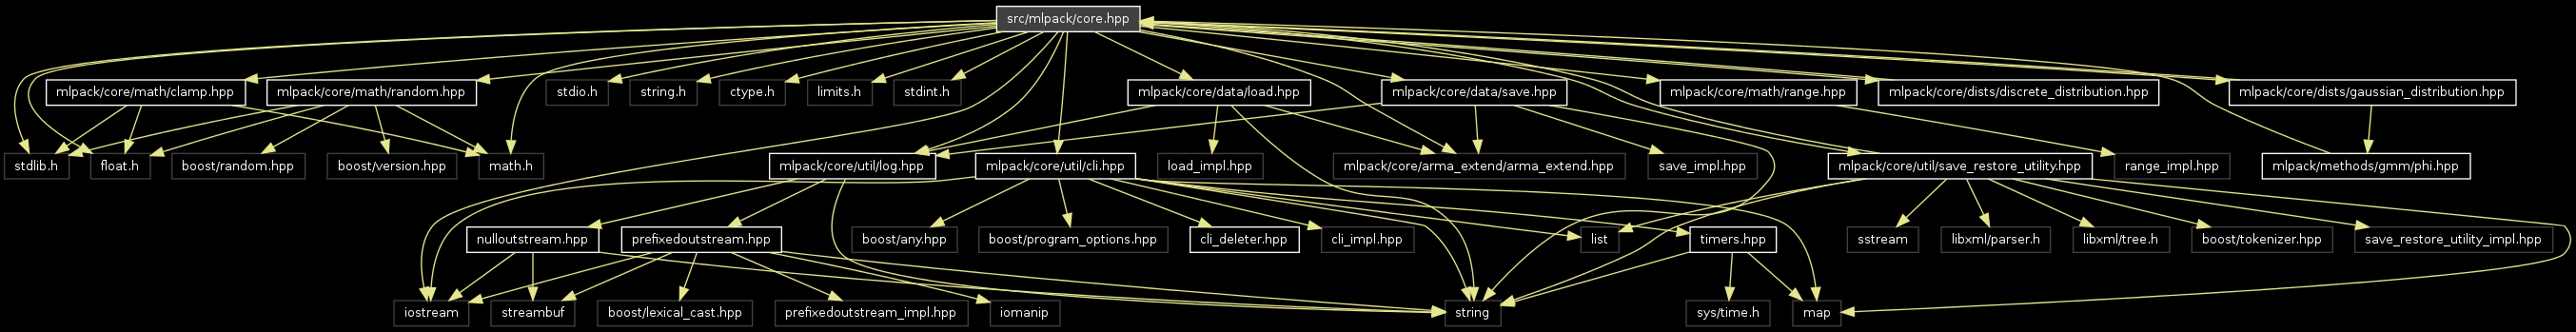 src/mlpack/core.hpp
mlpack/core/math/clamp.hpp
mlpack/core/math/random.hpp
stdio.h
string.h
ctype.h
limits.h
stdint.h
mlpack/core/data/load.hpp
mlpack/core/data/save.hpp
mlpack/core/math/range.hpp
mlpack/core/dists/discrete_distribution.hpp
mlpack/core/dists/gaussian_distribution.hpp
stdlib.h
float.h
boost/random.hpp
boost/version.hpp
math.h
mlpack/core/util/log.hpp
mlpack/core/util/cli.hpp
load_impl.hpp
mlpack/core/arma_extend/arma_extend.hpp
save_impl.hpp
mlpack/core/util/save_restore_utility.hpp
range_impl.hpp
mlpack/methods/gmm/phi.hpp
nulloutstream.hpp
prefixedoutstream.hpp
boost/any.hpp
boost/program_options.hpp
cli_deleter.hpp
cli_impl.hpp
list
timers.hpp
sstream
libxml/parser.h
libxml/tree.h
boost/tokenizer.hpp
save_restore_utility_impl.hpp
iostream
streambuf
boost/lexical_cast.hpp
prefixedoutstream_impl.hpp
iomanip
string
sys/time.h
map